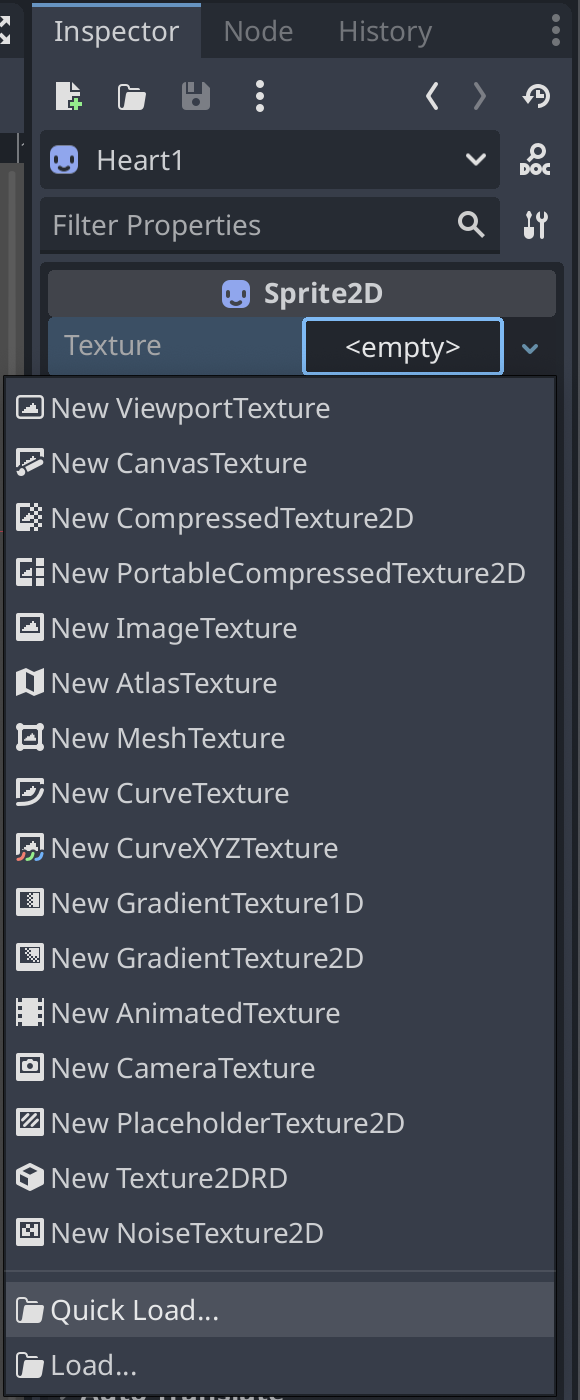 Inspector Node History
Heart1
DOC
Filter Properties
Sprite2D
Texture <empty>
New ViewportTexture
New CanvasTexture
New CompressedTexture2D
New PortableCompressedTexture2D
New ImageTexture
New AtlasTexture
New MeshTexture
New CurveTexture
New CurveXYZTexture
New GradientTexture1D
New GradientTexture2D
New AnimatedTexture
New CameraTexture
New PlaceholderTexture2D
New Texture2DRD
New NoiseTexture2D
Quick Load...
Load...